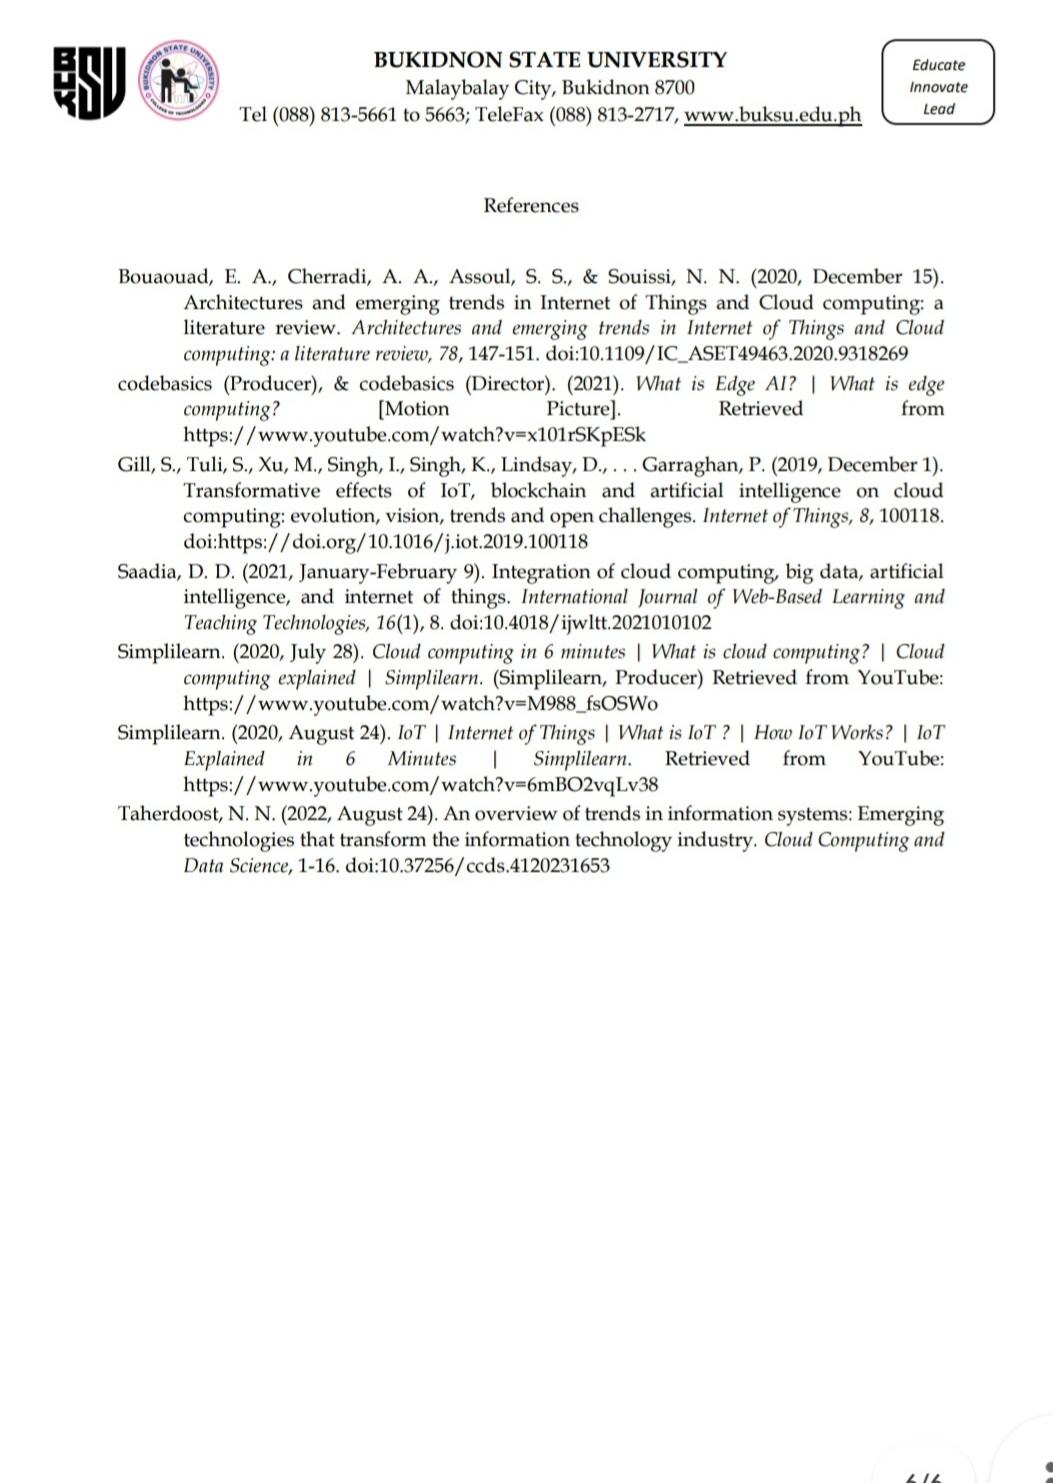 BUKSU
BUKIDNON STATE UNIVERSITY
COLLEGE OF TECHNOLOGIES
BUKIDNON STATE UNIVERSITY
Malaybalay City, Bukidnon 8700
Tel (088) 813-5661 to 5663; TeleFax (088) 813-2717, www.buksu.edu.ph
Educate
Innovate
Lead
References
Bouaouad, E. A., Cherradi, A. A., Assoul, S. S., & Souissi, N. N. (2020, December 15).
Architectures and emerging trends in Internet of Things and Cloud computing: a
literature review. Architectures and emerging trends in Internet of Things and Cloud
computing: a literature review, 78, 147-151. doi:10.1109/IC_ASET49463.2020.9318269
codebasics (Producer), & codebasics (Director). (2021). What is Edge AI? | What is edge
computing? [Motion Picture]. Retrieved from
https://www.youtube.com/watch?v=x101rSKpESk
Gill, S., Tuli, S., Xu, M., Singh, I., Singh, K., Lindsay, D., . . . Garraghan, P. (2019, December 1).
Transformative effects of IoT, blockchain and artificial intelligence on cloud
computing: evolution, vision, trends and open challenges. Internet of Things, 8, 100118.
doi:https://doi.org/10.1016/j.iot.2019.100118
Saadia, D. D. (2021, January-February 9). Integration of cloud computing, big data, artificial
intelligence, and internet of things. International Journal of Web-Based Learning and
Teaching Technologies, 16(1), 8. doi:10.4018/ijwltt.2021010102
Simplilearn. (2020, July 28). Cloud computing in 6 minutes | What is cloud computing? | Cloud
computing explained | Simplilearn. (Simplilearn, Producer) Retrieved from YouTube:
https://www.youtube.com/watch?v=M988_fsOSWo
Simplilearn. (2020, August 24). IoT | Internet of Things | What is IoT ? | How IoT Works? | IoT
Explained in 6 Minutes | Simplilearn. Retrieved from YouTube:
https://www.youtube.com/watch?v=6mBO2vqLv38
Taherdoost, N. N. (2022, August 24). An overview of trends in information systems: Emerging
technologies that transform the information technology industry. Cloud Computing and
Data Science, 1-16. doi:10.37256/ccds.4120231653